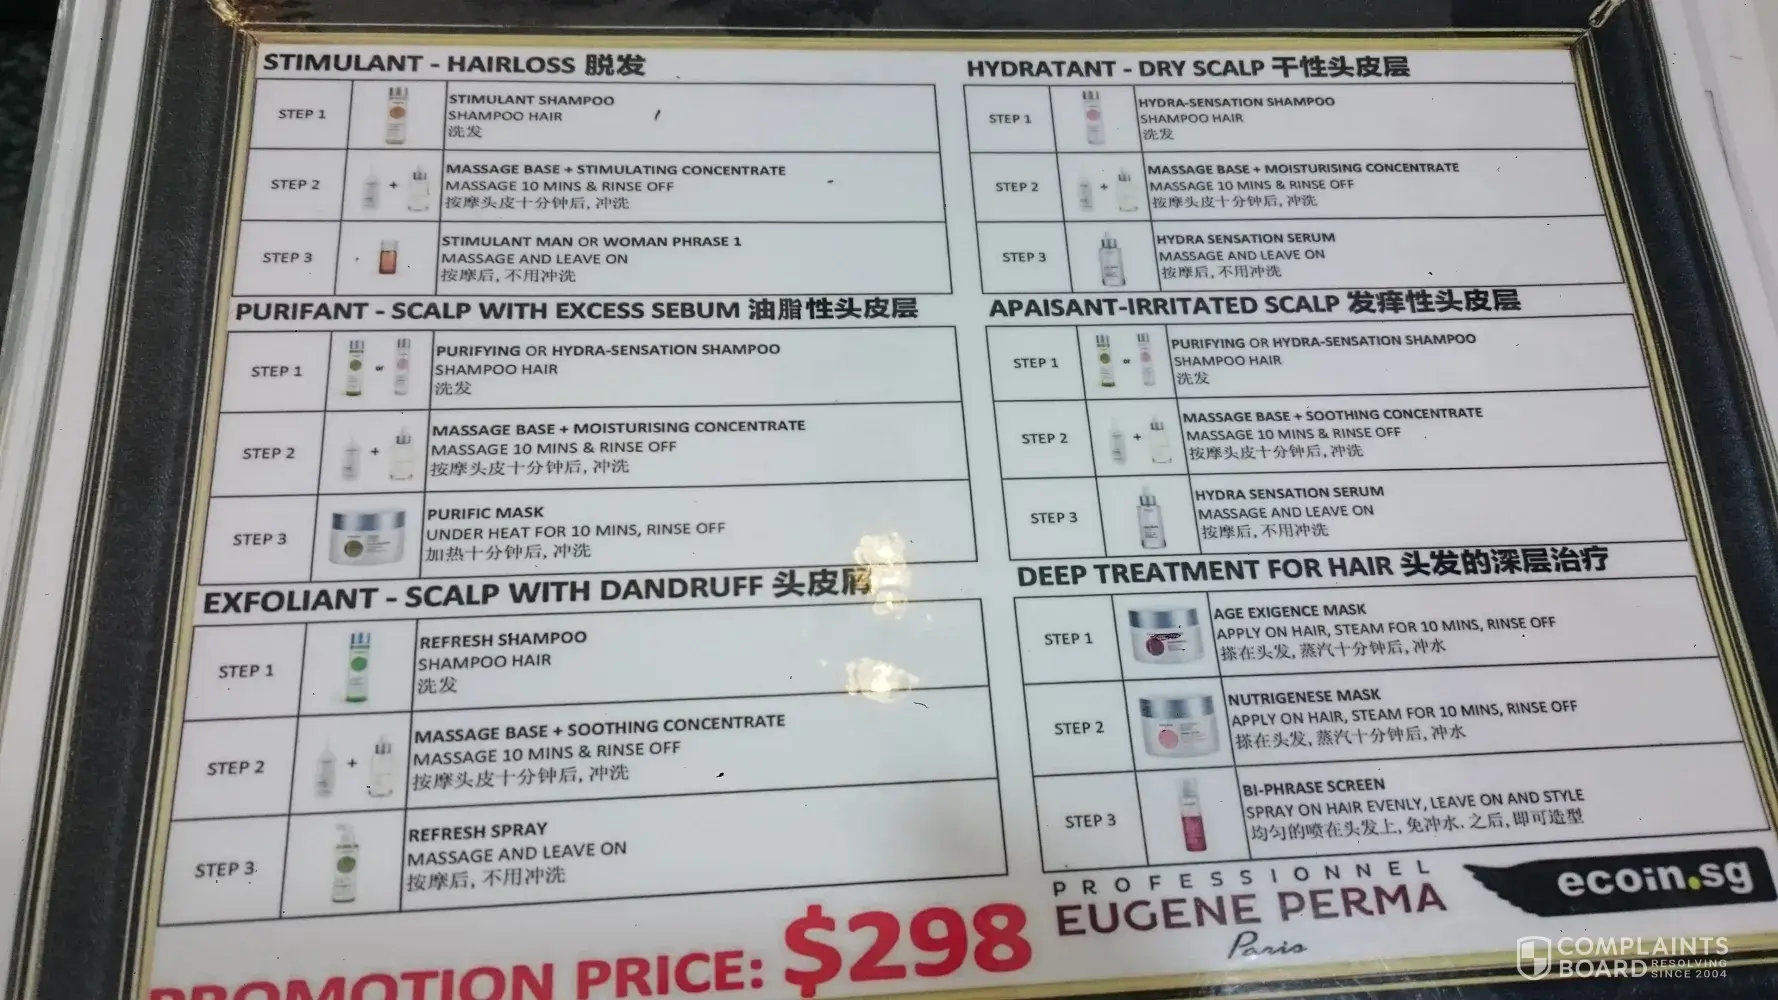 STIMULANT - HAIRLOSS 脱发
STEP 1
STIMULANT SHAMPOO
SHAMPOO HAIR
洗发
STEP 2
+
MASSAGE BASE + STIMULATING CONCENTRATE
MASSAGE 10 MINS & RINSE OFF
按摩头皮十分钟后, 冲洗
STEP 3
STIMULANT MAN OR WOMAN PHRASE 1
MASSAGE AND LEAVE ON
按摩后, 不用冲洗
PURIFANT - SCALP WITH EXCESS SEBUM 油脂性头皮层
STEP 1
or
PURIFYING OR HYDRA-SENSATION SHAMPOO
SHAMPOO HAIR
洗发
STEP 2
+
MASSAGE BASE + MOISTURISING CONCENTRATE
MASSAGE 10 MINS & RINSE OFF
按摩头皮十分钟后, 冲洗
STEP 3
PURIFIC MASK
UNDER HEAT FOR 10 MINS, RINSE OFF
加热十分钟后, 冲洗
EXFOLIANT - SCALP WITH DANDRUFF 头皮屑
STEP 1
REFRESH SHAMPOO
SHAMPOO HAIR
洗发
STEP 2
+
MASSAGE BASE + SOOTHING CONCENTRATE
MASSAGE 10 MINS & RINSE OFF
按摩头皮十分钟后, 冲洗
STEP 3
REFRESH SPRAY
MASSAGE AND LEAVE ON
按摩后, 不用冲洗
HYDRATANT - DRY SCALP 干性头皮层
STEP 1
HYDRA-SENSATION SHAMPOO
SHAMPOO HAIR
洗发
STEP 2
+
MASSAGE BASE + MOISTURISING CONCENTRATE
MASSAGE 10 MINS & RINSE OFF
按摩头皮十分钟后, 冲洗
STEP 3
HYDRA SENSATION SERUM
MASSAGE AND LEAVE ON
按摩后, 不用冲洗
APAISANT-IRRITATED SCALP 发痒性头皮层
STEP 1
or
PURIFYING OR HYDRA-SENSATION SHAMPOO
SHAMPOO HAIR
洗发
STEP 2
+
MASSAGE BASE + SOOTHING CONCENTRATE
MASSAGE 10 MINS & RINSE OFF
按摩头皮十分钟后, 冲洗
STEP 3
HYDRA SENSATION SERUM
MASSAGE AND LEAVE ON
按摩后, 不用冲洗
DEEP TREATMENT FOR HAIR 头发的深层治疗
STEP 1
AGE EXIGENCE MASK
APPLY ON HAIR, STEAM FOR 10 MINS, RINSE OFF
搽在头发, 蒸汽十分钟后, 冲水
STEP 2
NUTRIGENESE MASK
APPLY ON HAIR, STEAM FOR 10 MINS, RINSE OFF
搽在头发, 蒸汽十分钟后, 冲水
STEP 3
BI-PHRASE SCREEN
SPRAY ON HAIR EVENLY, LEAVE ON AND STYLE
均匀的喷在头发上, 免冲水. 之后, 即可造型
PROMOTION PRICE: $298
PROFESSIONNEL
EUGENE PERMA
Paris
ecoin.sg
COMPLAINTS
BOARD RESOLVING SINCE 2004